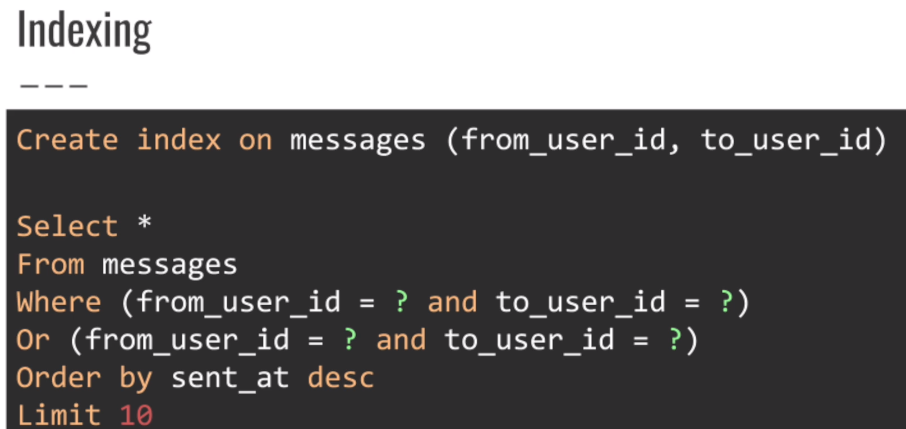 Indexing
———
Create index on messages (from_user_id, to_user_id)
Select *
From messages
Where (from_user_id = ? and to_user_id = ?)
Or (from_user_id = ? and to_user_id = ?)
Order by sent_at desc
Limit 10